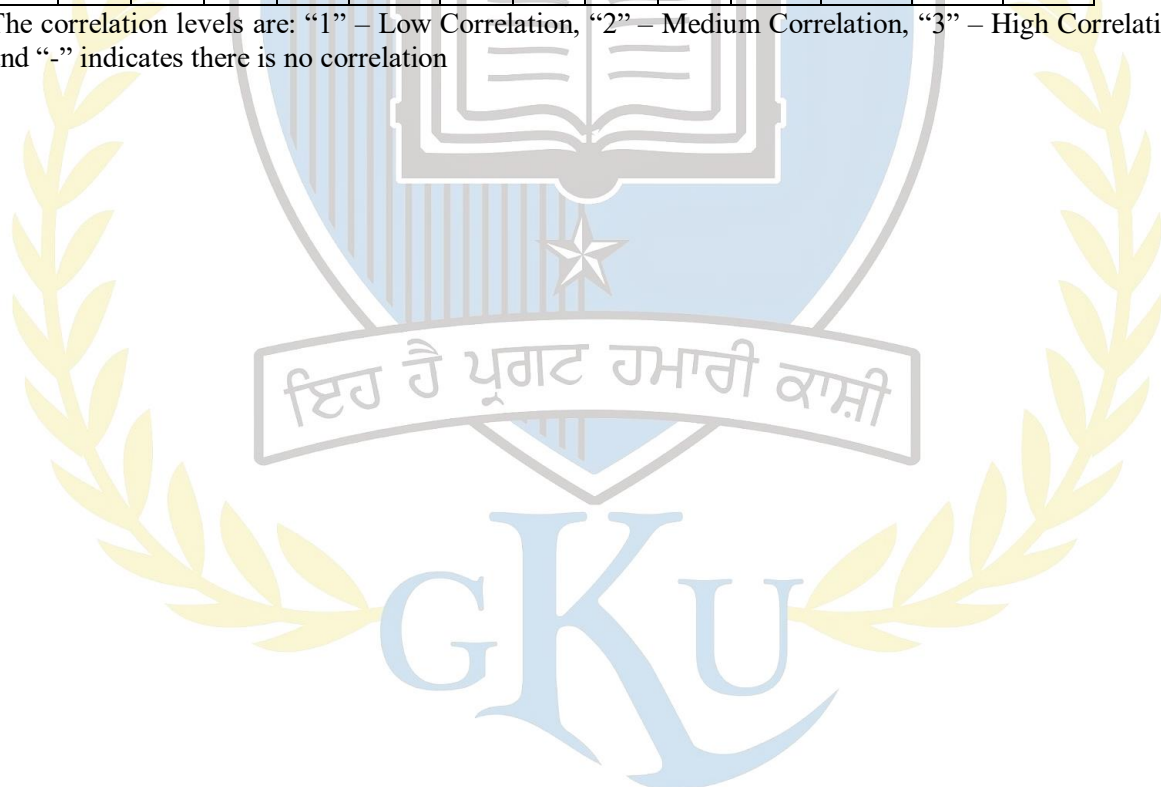 he correlation levels are: “1” – Low Correlation, “2” – Medium Correlation, “3” – High Correlati
nd “-” indicates there is no correlation
ਇਹ ਹੈ ਪ੍ਰਗਟ ਹਮਾਰੀ ਕਾਸ਼ੀ
GKU